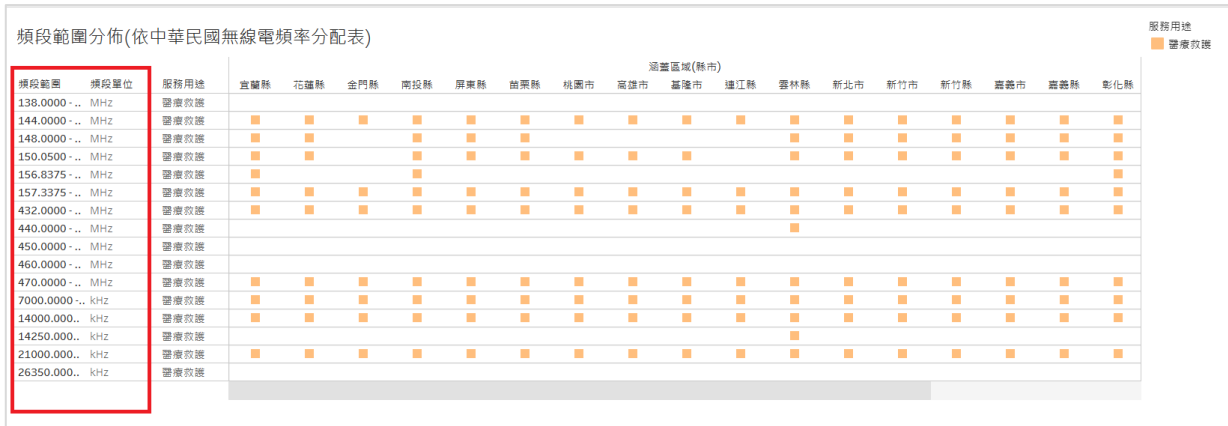 頻段範圍分佈(依中華民國無線電頻率分配表)
服務用途
醫療救護
涵蓋區域(縣市)
頻段範圍 頻段單位 服務用途 宜蘭縣 花蓮縣 金門縣 南投縣 屏東縣 苗栗縣 桃園市 高雄市 基隆市 連江縣 雲林縣 新北市 新竹市 新竹縣 嘉義市 嘉義縣 彰化縣
138.0000 - .. MHz 醫療救護
144.0000 - .. MHz 醫療救護
148.0000 - .. MHz 醫療救護
150.0500 - .. MHz 醫療救護
156.8375 - .. MHz 醫療救護
157.3375 - .. MHz 醫療救護
432.0000 - .. MHz 醫療救護
440.0000 - .. MHz 醫療救護
450.0000 - .. MHz 醫療救護
460.0000 - .. MHz 醫療救護
470.0000 - .. MHz 醫療救護
7000.0000 - .. kHz 醫療救護
14000.000.. kHz 醫療救護
14250.000.. kHz 醫療救護
21000.000.. kHz 醫療救護
26350.000.. kHz 醫療救護